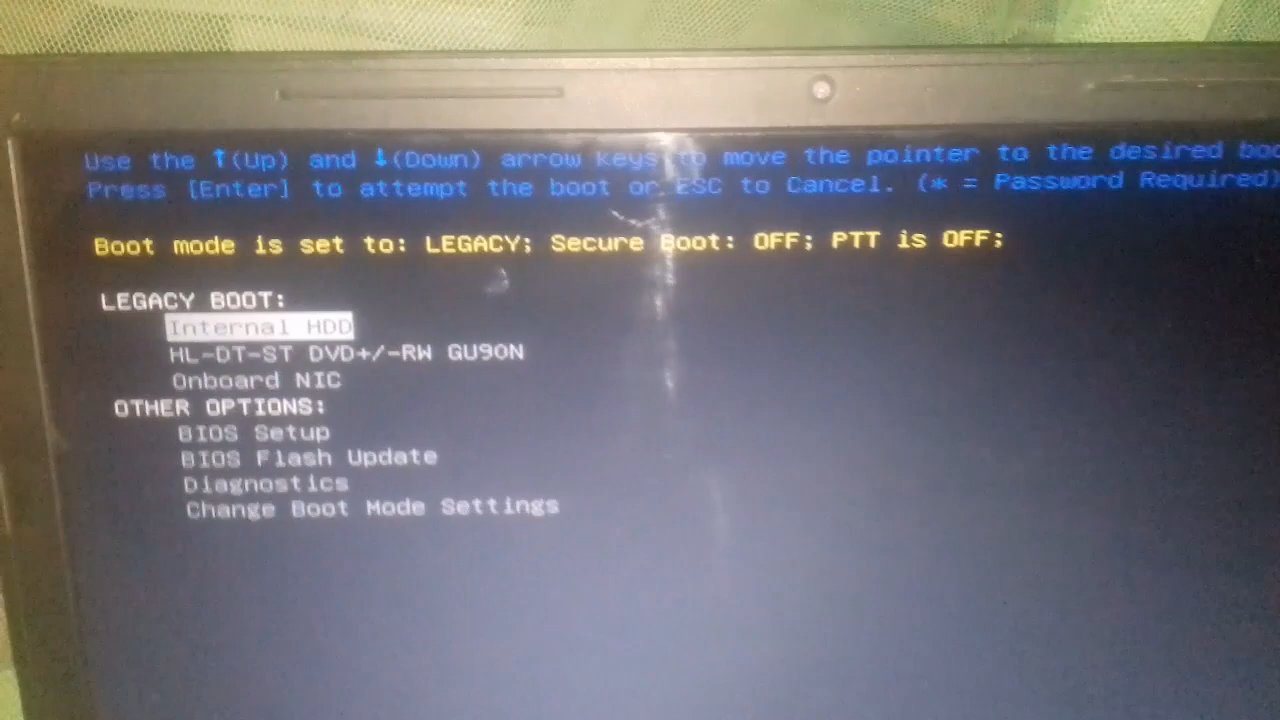 Use the ↑(Up) and ↓(Down) arrow keys to move the pointer to the desired
Press [Enter] to attempt the boot or ESC to Cancel. (* = Password Required)
Boot mode is set to: LEGACY; Secure Boot: OFF; PTT is OFF;
LEGACY BOOT:
Internal HDD
HL-DT-ST DVD+/-RW GU90N
Onboard NIC
OTHER OPTIONS:
BIOS Setup
BIOS Flash Update
Diagnostics
Change Boot Mode Settings